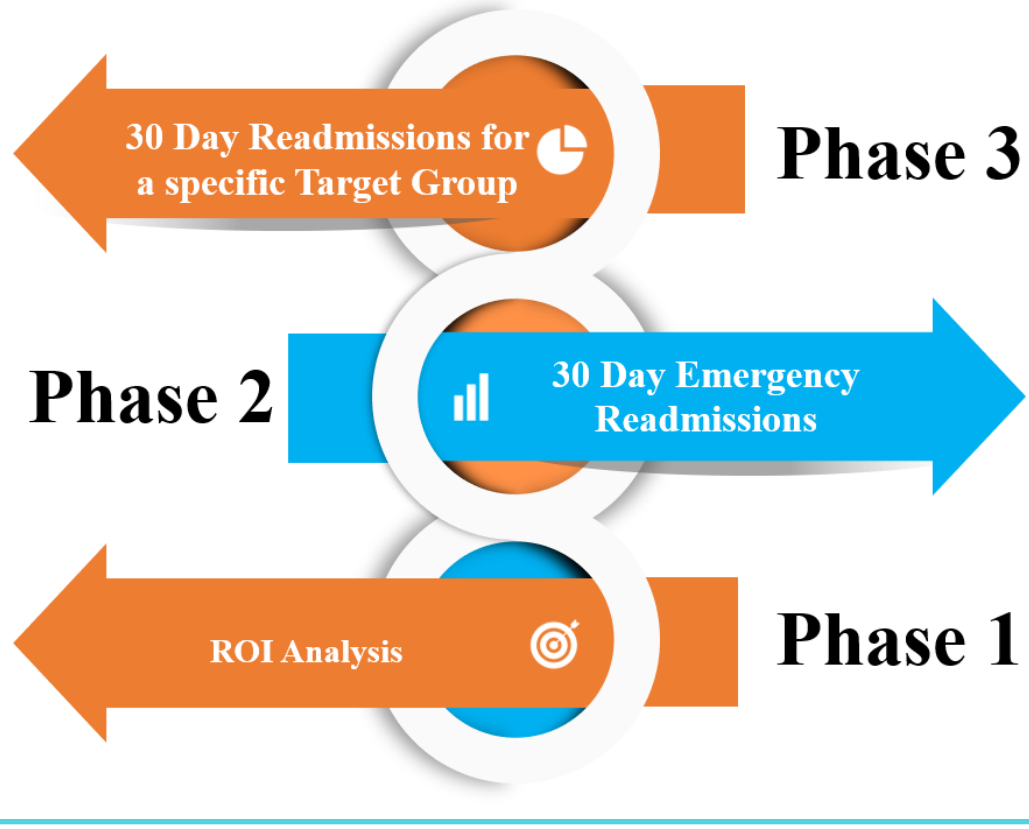 30 Day Readmissions for
a specific Target Group
Phase 3
Phase 2
30 Day Emergency
Readmissions
ROI Analysis
Phase 1